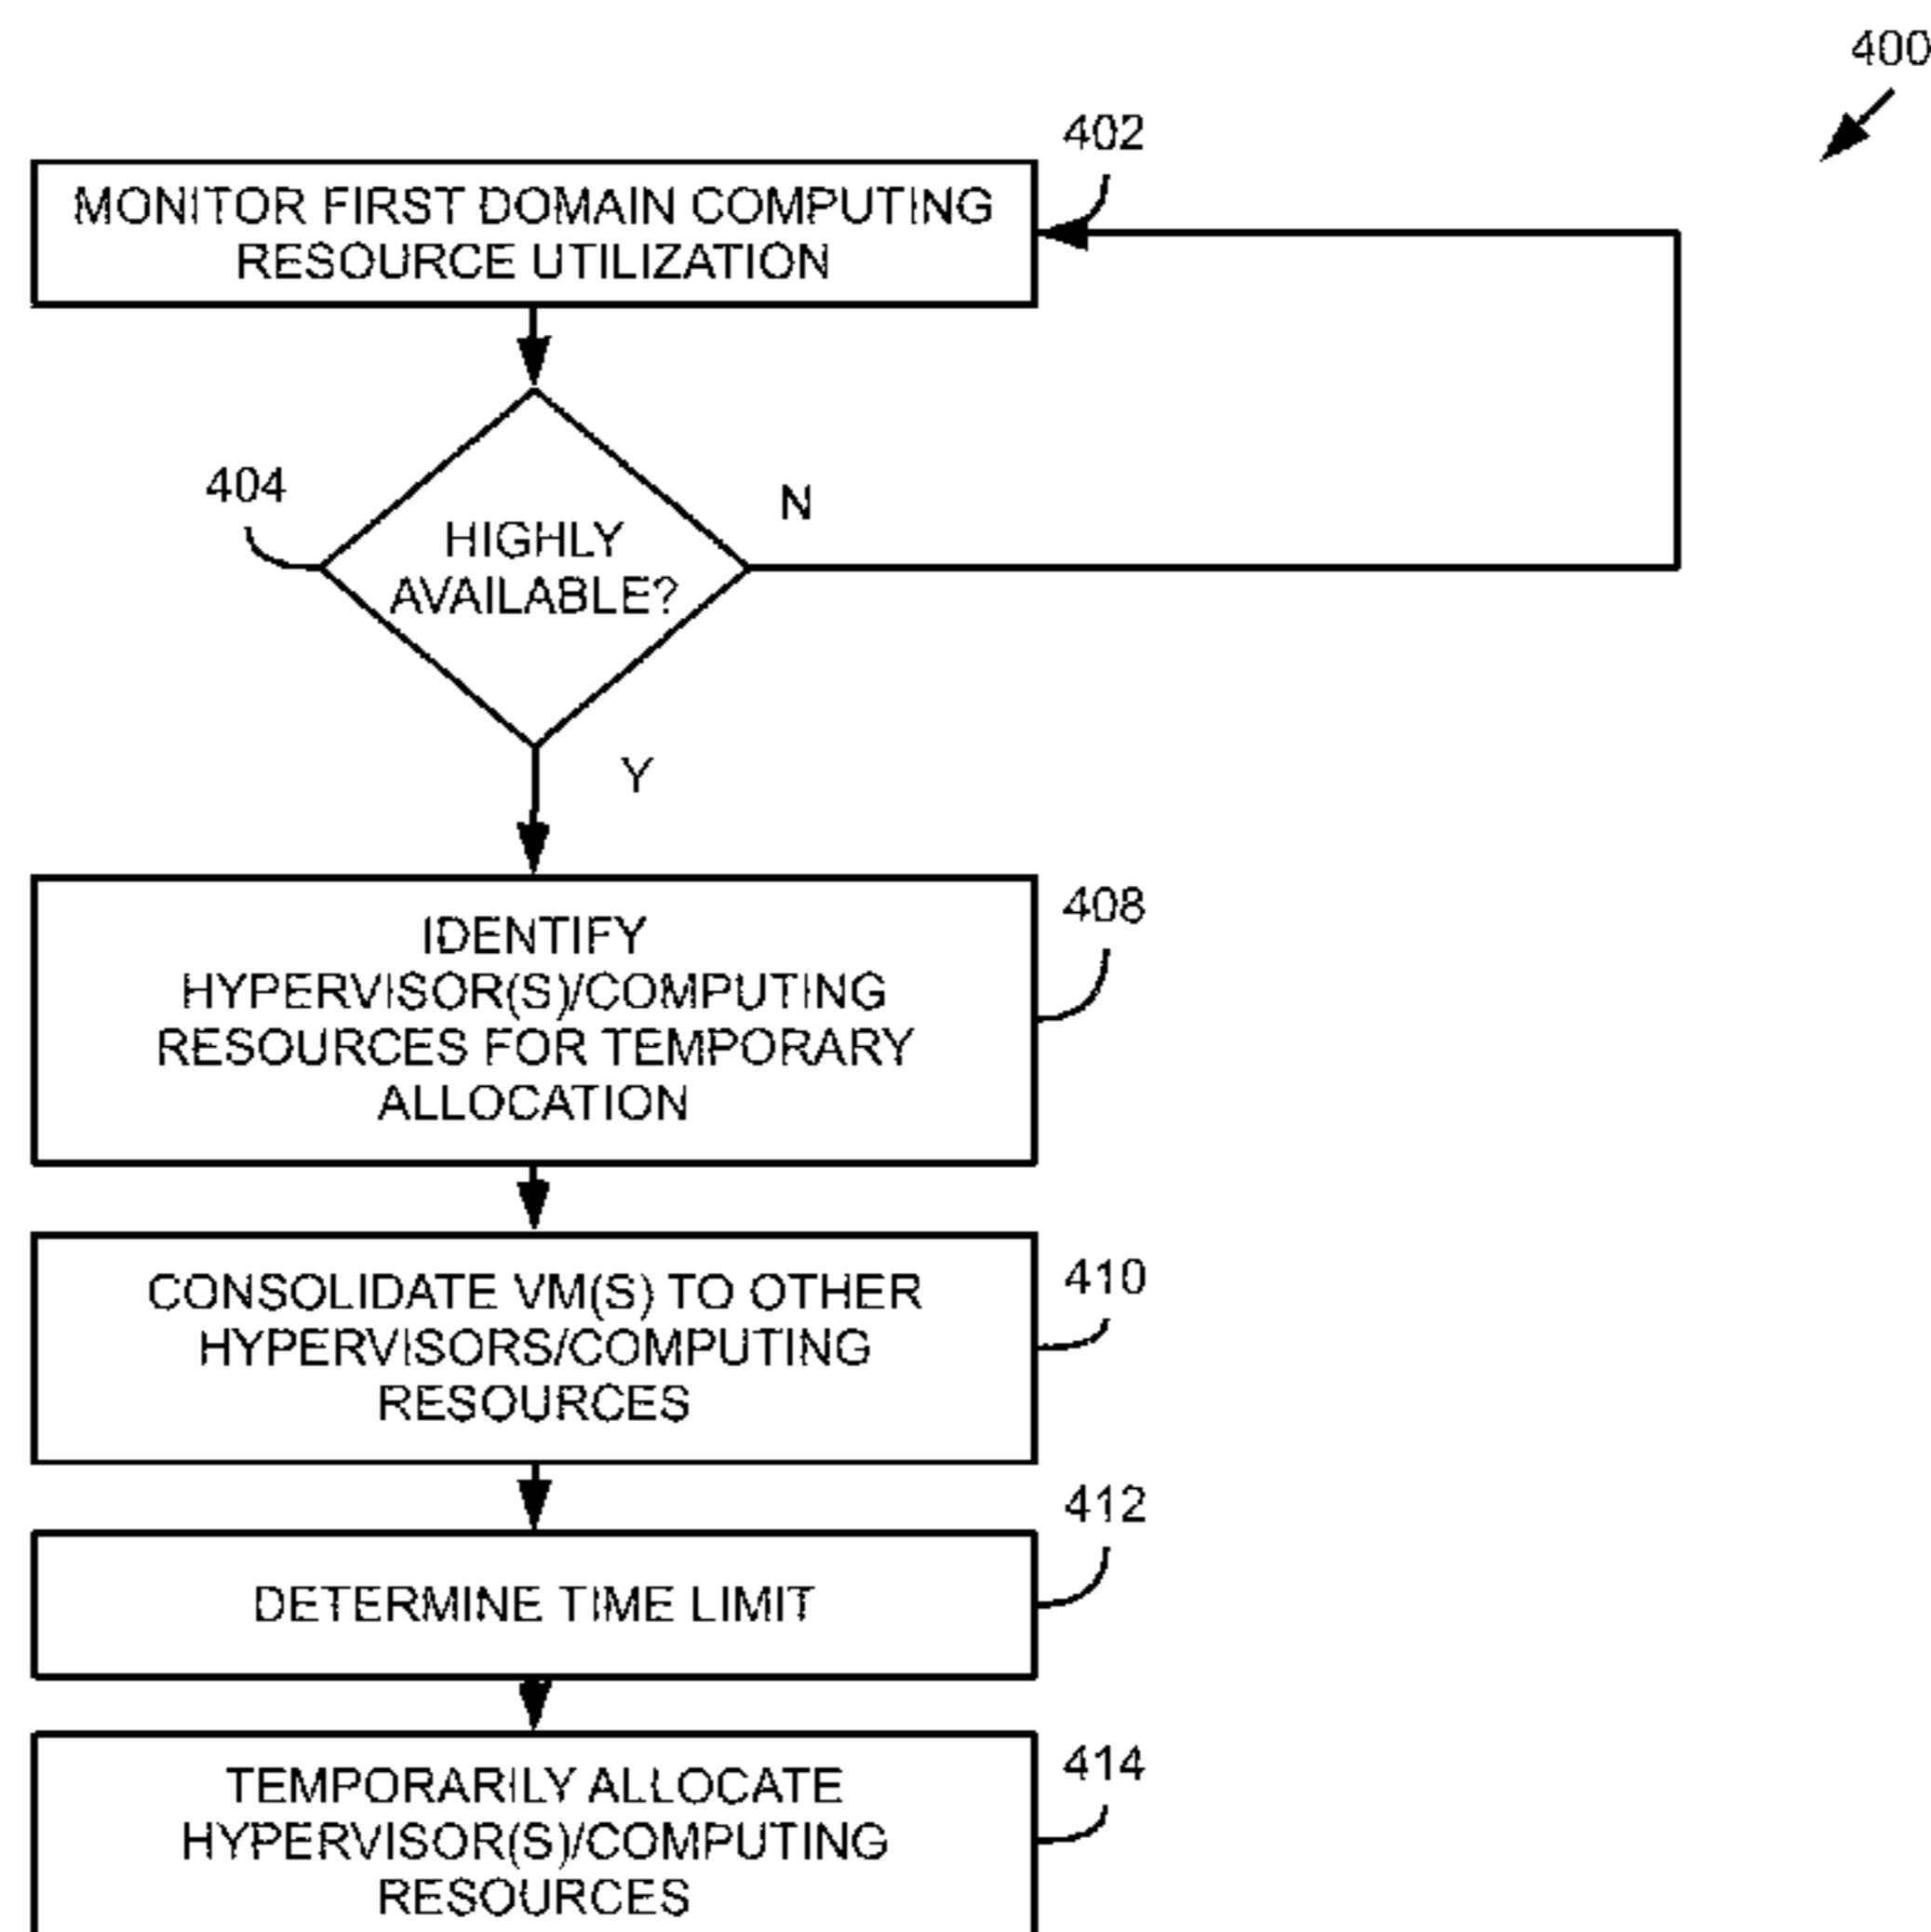 400
402
MONITOR FIRST DOMAIN COMPUTING
RESOURCE UTILIZATION
404
N
HIGHLY
AVAILABLE?
Y
408
IDENTIFY
HYPERVISOR(S)/COMPUTING
RESOURCES FOR TEMPORARY
ALLOCATION
410
CONSOLIDATE VM(S) TO OTHER
HYPERVISORS/COMPUTING
RESOURCES
412
DETERMINE TIME LIMIT
414
TEMPORARILY ALLOCATE
HYPERVISOR(S)/COMPUTING
RESOURCES